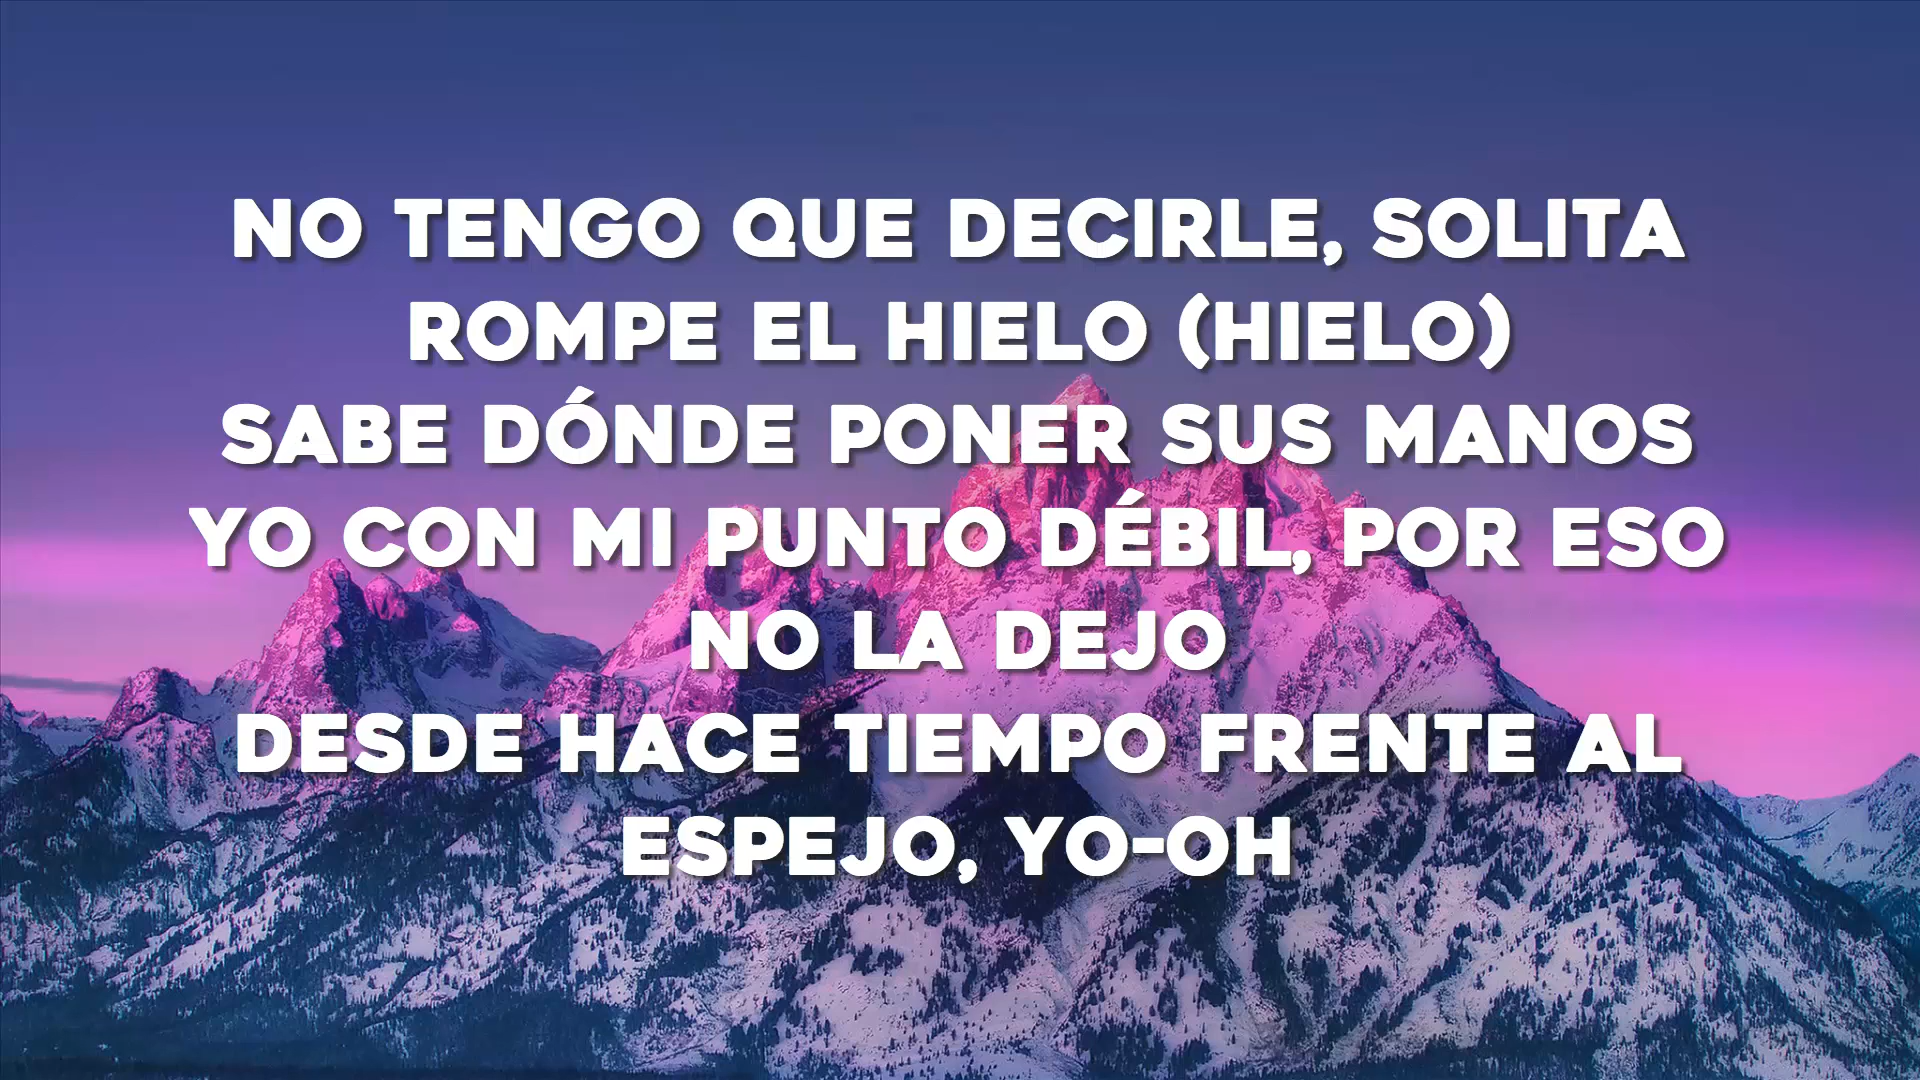 NO TENGO QUE DECIRLE, SOLITA
ROMPE EL HIELO (HIELO)
SABE DÓNDE PONER SUS MANOS
YO CON MI PUNTO DÉBIL, POR ESO
NO LA DEJO
DESDE HACE TIEMPO FRENTE AL
ESPEJO, YO-OH